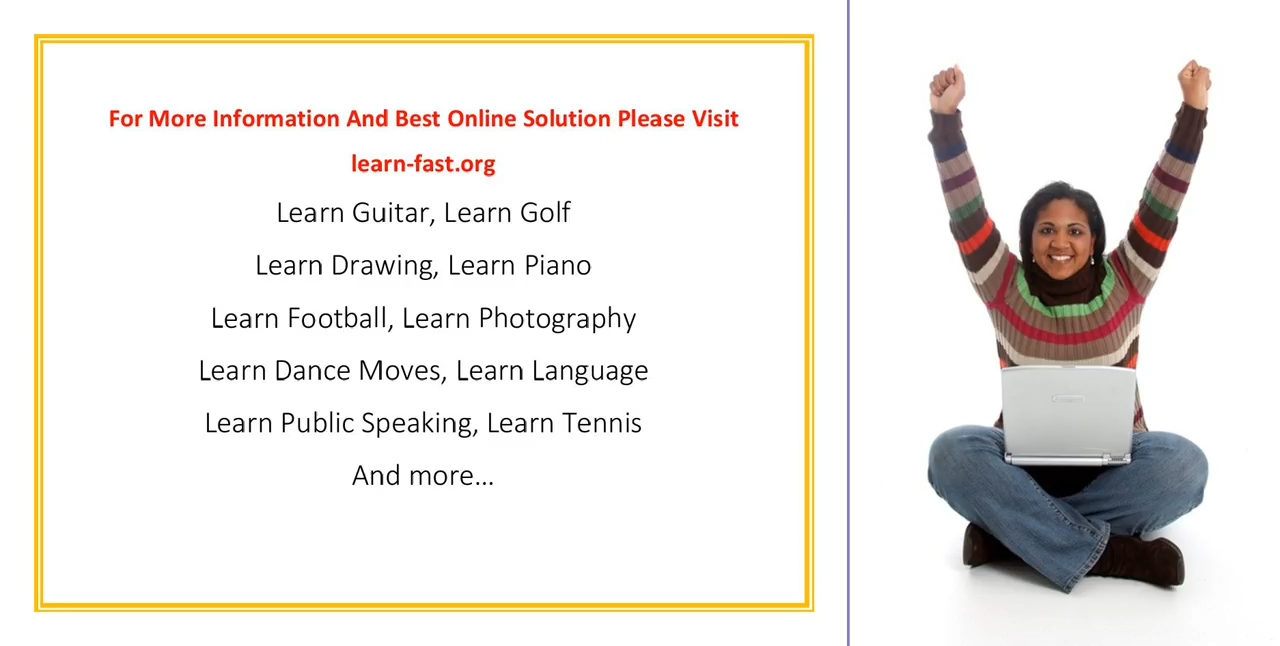 For More Information And Best Online Solution Please Visit
learn-fast.org
Learn Guitar, Learn Golf
Learn Drawing, Learn Piano
Learn Football, Learn Photography
Learn Dance Moves, Learn Language
Learn Public Speaking, Learn Tennis
And more...